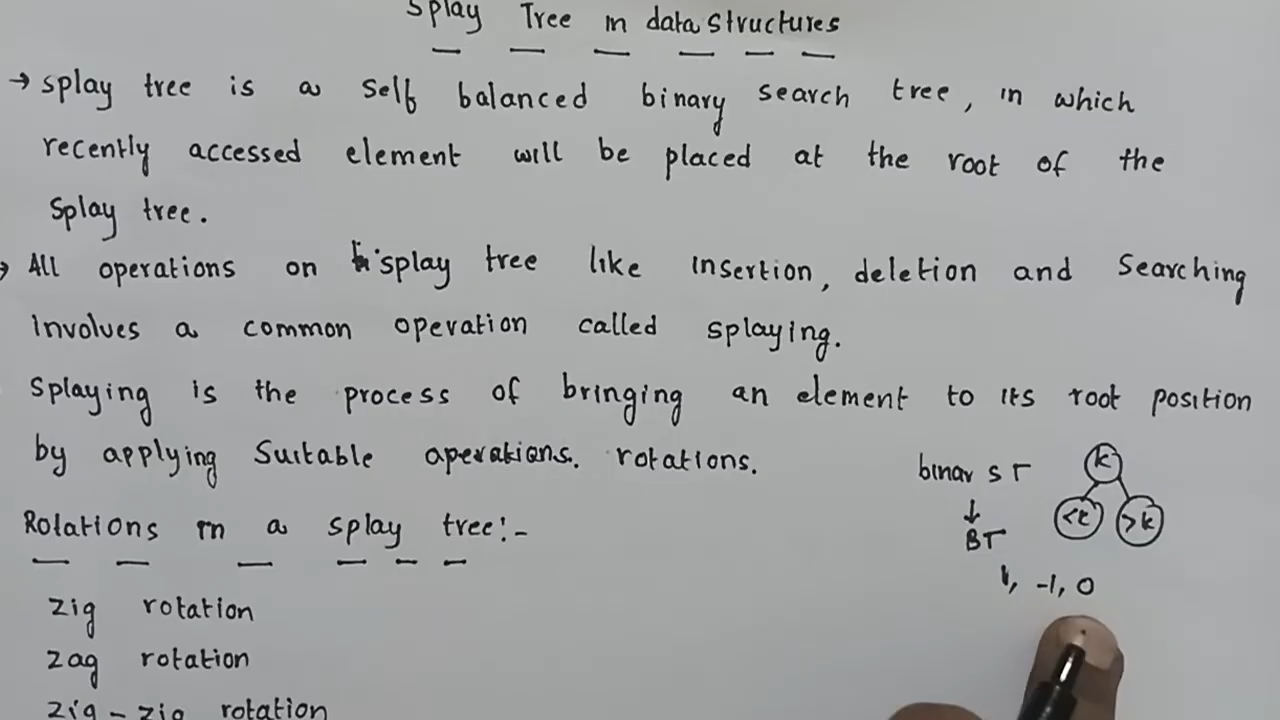 Splay Tree in data structures
→ splay tree is a self balanced binary search tree, in which
recently accessed element will be placed at the root of the
Splay tree.
→ All operations on splay tree like insertion, deletion and searching
involves a common operation called splaying.
Splaying is the process of bringing an element to its root position
by applying suitable operations. rotations.
binar S T
k
<k >k
↓
BT
1, -1, 0
Rotations in a splay tree:-
zig rotation
zag rotation
zig - zig rotation